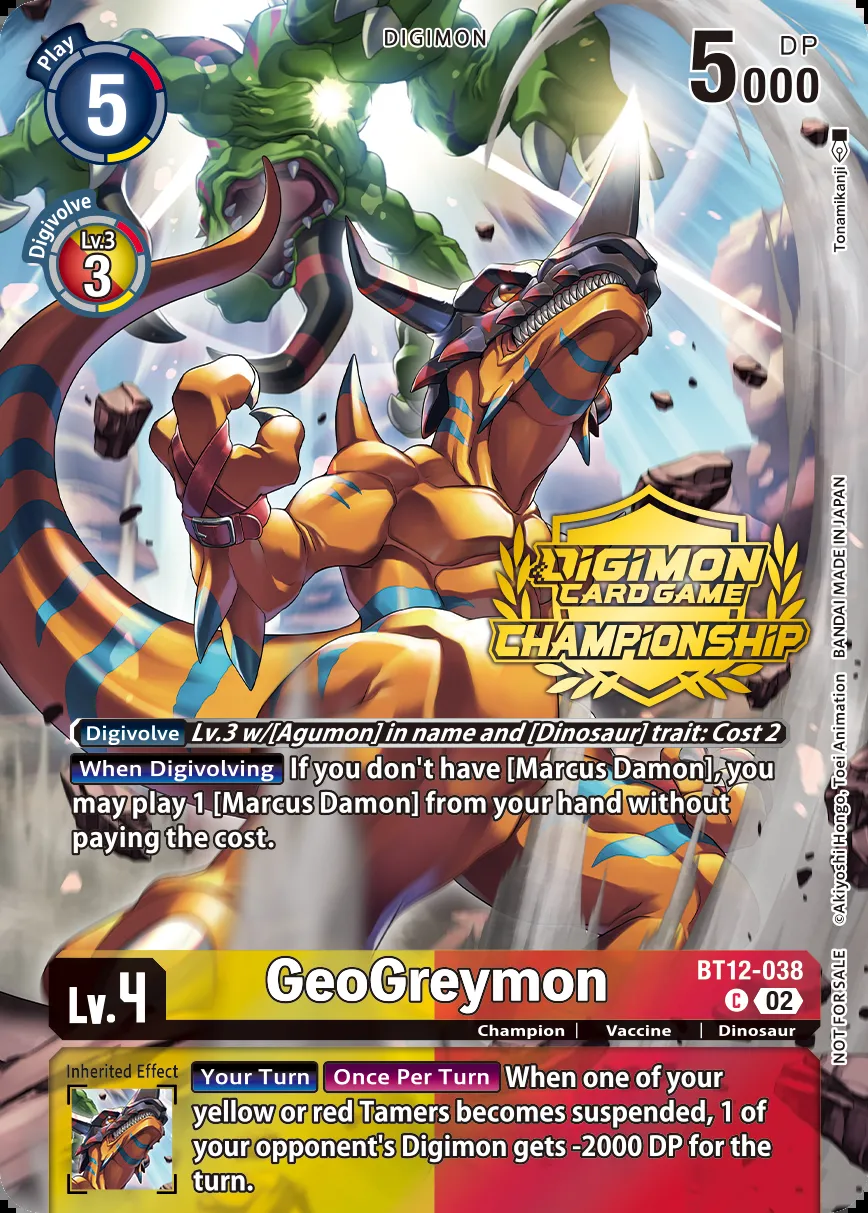 DIGIMON
Play
5
5000
DP
Digivolve
Lv.3
3
Tonamikanji
DIGIMON
CARD GAME
CHAMPIONSHIP
BANDAI MADE IN JAPAN
©Akiyoshi Hongo, Toei Animation
NOT FOR SALE
Digivolve Lv.3 w/[Agumon] in name and [Dinosaur] trait: Cost 2
When Digivolving If you don't have [Marcus Damon], you
may play 1 [Marcus Damon] from your hand without
paying the cost.
Lv.4
GeoGreymon
BT12-038
C 02
Champion | Vaccine | Dinosaur
Inherited Effect
Your Turn Once Per Turn When one of your
yellow or red Tamers becomes suspended, 1 of
your opponent's Digimon gets -2000 DP for the
turn.